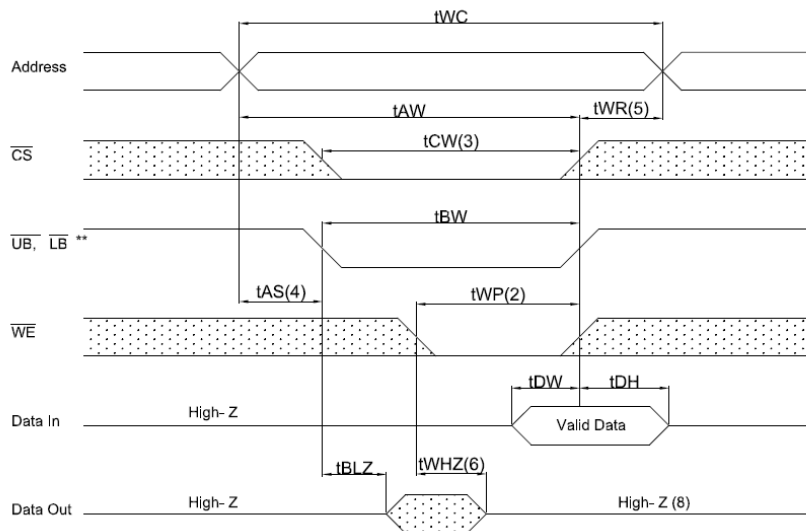 tWC
Address
tAW
tWR(5)
tCW(3)
CS
tBW
UB, LB **
tAS(4)
tWP(2)
WE
tDW
tDH
High- Z
Valid Data
Data In
tBLZ
tWHZ(6)
High- Z
High- Z (8)
Data Out